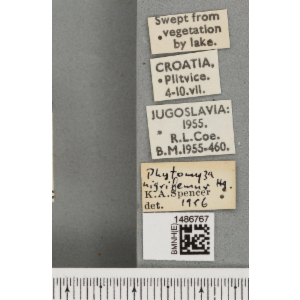 Swept from
vegetation
by lake.
CROATIA,
Plitvice.
4-10.vii.
JUGOSLAVIA:
1955.
R.L.Coe.
B.M.1955-460.
Phytomyza
nigrifemur Hg.
K.A.Spencer
det. 1956
BMNH(E)
1486767